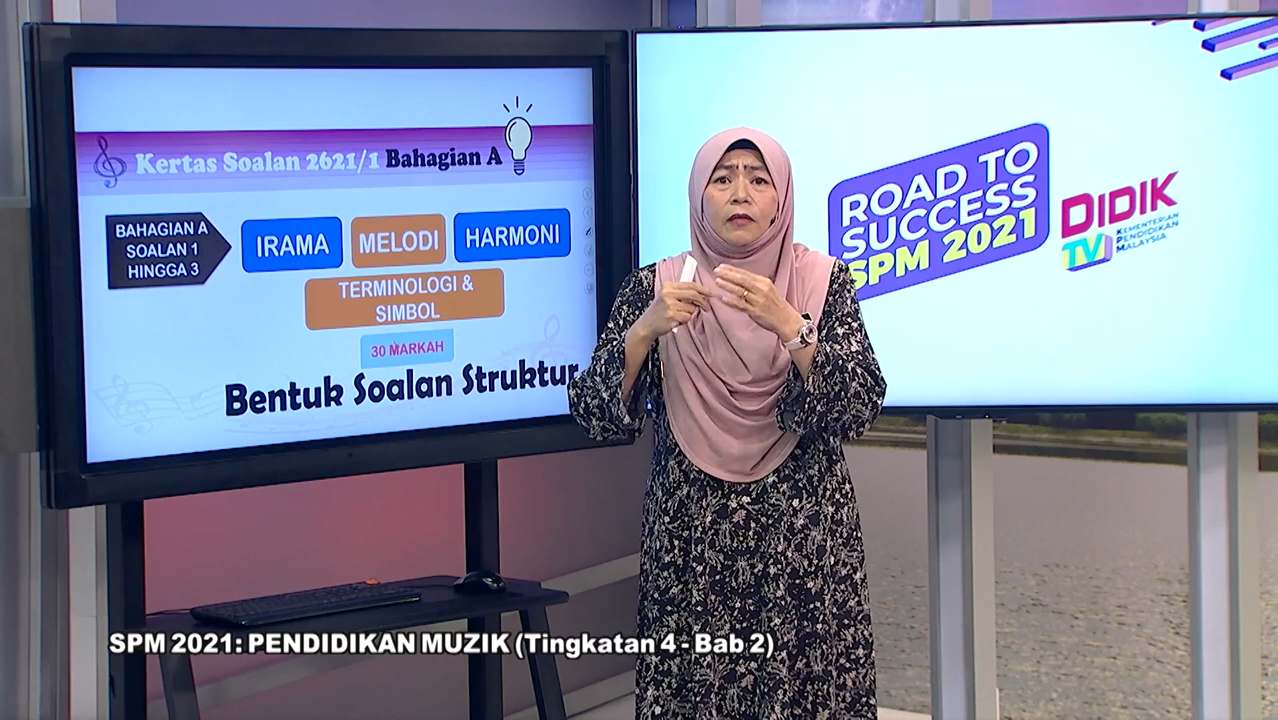 Kertas Soalan 2621/1 Bahagian A
BAHAGIAN A
SOALAN 1
HINGGA 3
IRAMA
MELODI
HARMONI
TERMINOLOGI &
SIMBOL
30 MARKAH
Bentuk Soalan Struktur
ROAD TO
SUCCESS
SPM 2021
DIDIK
TV
KEMENTERIAN
PENDIDIKAN
MALAYSIA
SPM 2021: PENDIDIKAN MUZIK (Tingkatan 4 - Bab 2)